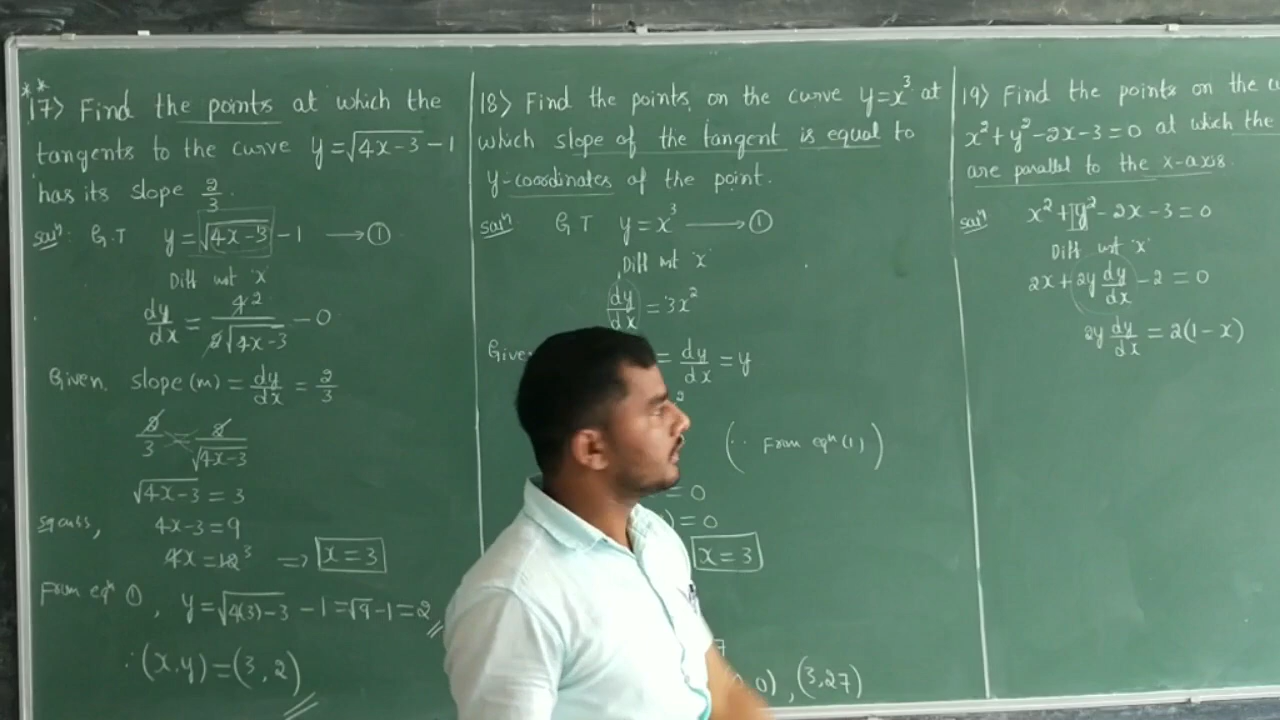 **
17) Find the points at which the
tangents to the curve y=√(4x-3) -1
has its slope 2/3.
Solⁿ: G.T y = √(4x-3) -1 → ①
Diff wrt 'x'
dy/dx = 4 2/2√(4x-3) - 0
Given. slope (m) = dy/dx = 2/3
2/3 = 2/√(4x-3)
√(4x-3) = 3
Sq on bs,
4x-3=9
4x = 12 3 ⇒ x = 3
From eqⁿ ①, y=√(4(3)-3) -1 = √9 -1 = 2
∴ (x,y) = (3, 2)
18) Find the points, on the curve y=x³ at
which slope of the tangent is equal to
y-coordinates of the point.
Solⁿ G T y = x³ → ①
Diff wrt 'x'
dy/dx = 3x²
= dy/dx = y
2
(∵ From eqⁿ (1))
= 0
) = 0
x = 3
7
0), (3,27)
19) Find the points on the
x²+y²-2x-3=0 at which the
are parallel to the x-axis.
Solⁿ x²+y²-2x-3=0
Diff wrt 'x'
2x+2y dy/dx -2 = 0
2y dy/dx = 2(1-x)